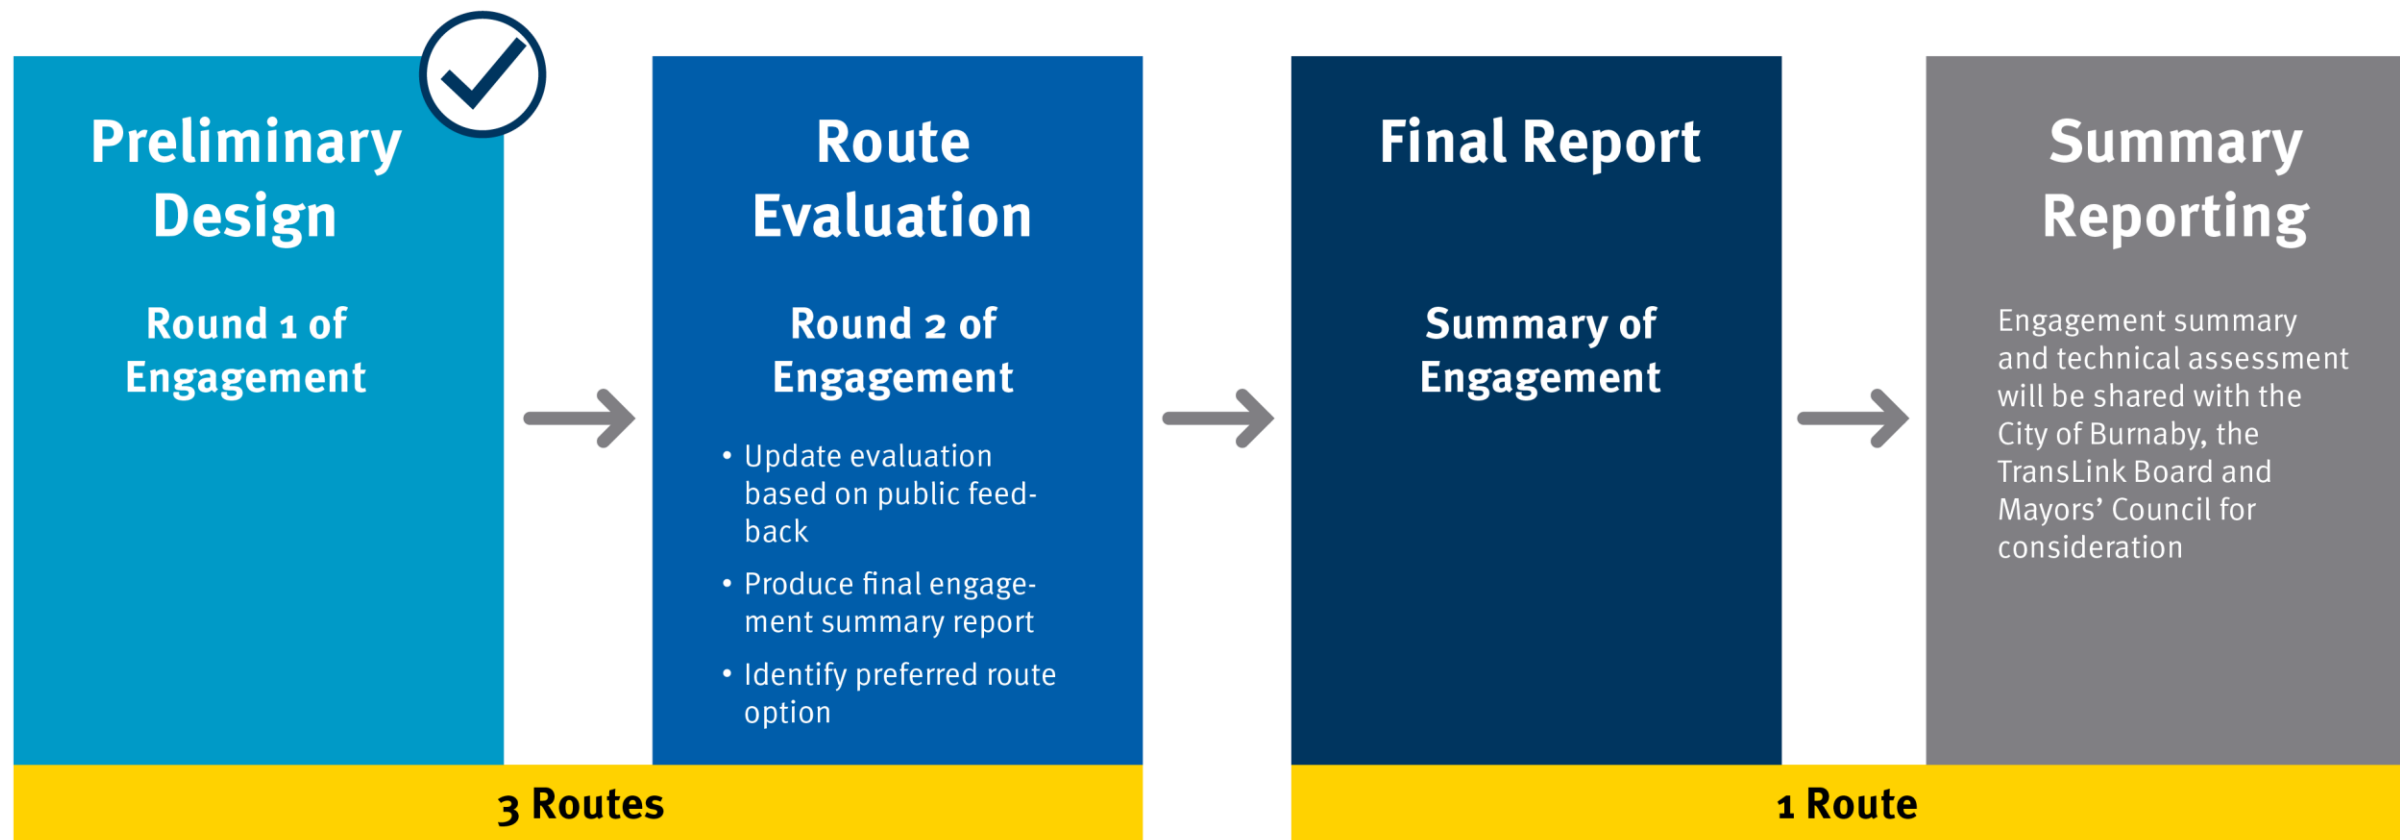 Preliminary
Design
Round 1 of
Engagement
Route
Evaluation
Round 2 of
Engagement
• Update evaluation
based on public feed-
back
• Produce final engage-
ment summary report
• Identify preferred route
option
Final Report
Summary of
Engagement
Summary
Reporting
Engagement summary
and technical assessment
will be shared with the
City of Burnaby, the
TransLink Board and
Mayors’ Council for
consideration
3 Routes
1 Route